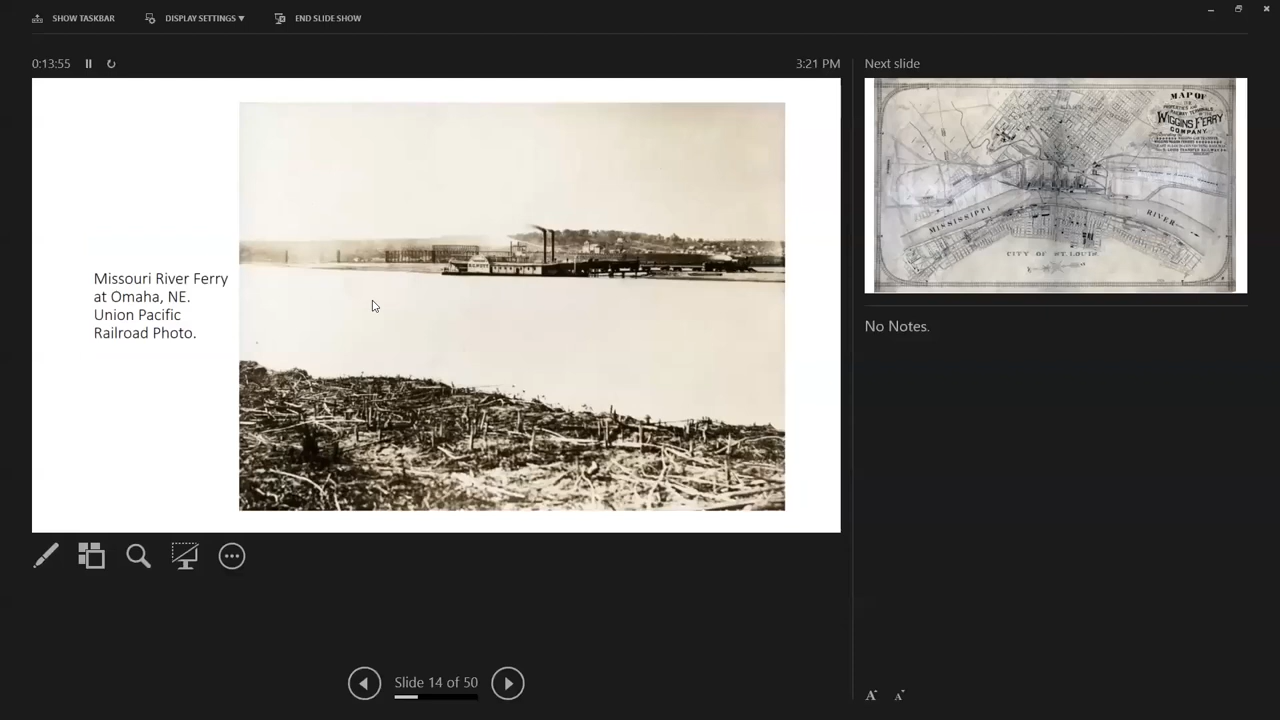 SHOW TASKBAR
DISPLAY SETTINGS ▼
END SLIDE SHOW
0:13:55
3:21 PM
Next slide
Missouri River Ferry
at Omaha, NE.
Union Pacific
Railroad Photo.
MAP OF
WIGGINS FERRY
COMPANY.
MISSISSIPPI
RIVER
CITY OF ST. LOUIS.
No Notes.
Slide 14 of 50
A A